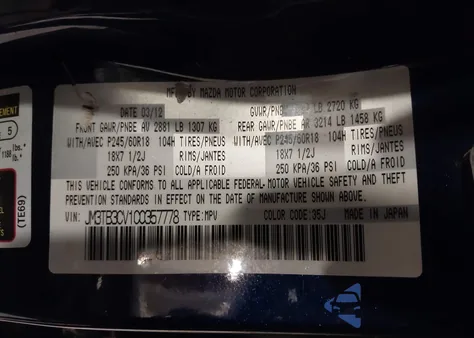 MFD BY MAZDA MOTOR CORPORATION
DATE 03/12 GVWR/PNBV LB 2720 KG
FRONT GAWR/PNBE AV 2881 LB 1307 KG REAR GAWR/PNBE AR 3214 LB 1458 KG
WITH/AVEC P245/60R18 104H TIRES/PNEUS WITH/AVEC P245/60R18 104H TIRES/PNEUS
18X7 1/2J RIMS/JANTES 18X7 1/2J RIMS/JANTES
250 KPA/36 PSI COLD/A FROID 250 KPA/36 PSI COLD/A FROID
THIS VEHICLE CONFORMS TO ALL APPLICABLE FEDERAL MOTOR VEHICLE SAFETY AND THEFT
PREVENTION STANDARDS IN EFFECT ON THE DATE OF MANUFACTURE SHOWN ABOVE.
VIN: JM3TB3CV1C0357778 TYPE:MPV COLOR CODE:35J MADE IN JAPAN
EMENT
5
1188 lbs.
(TE69)